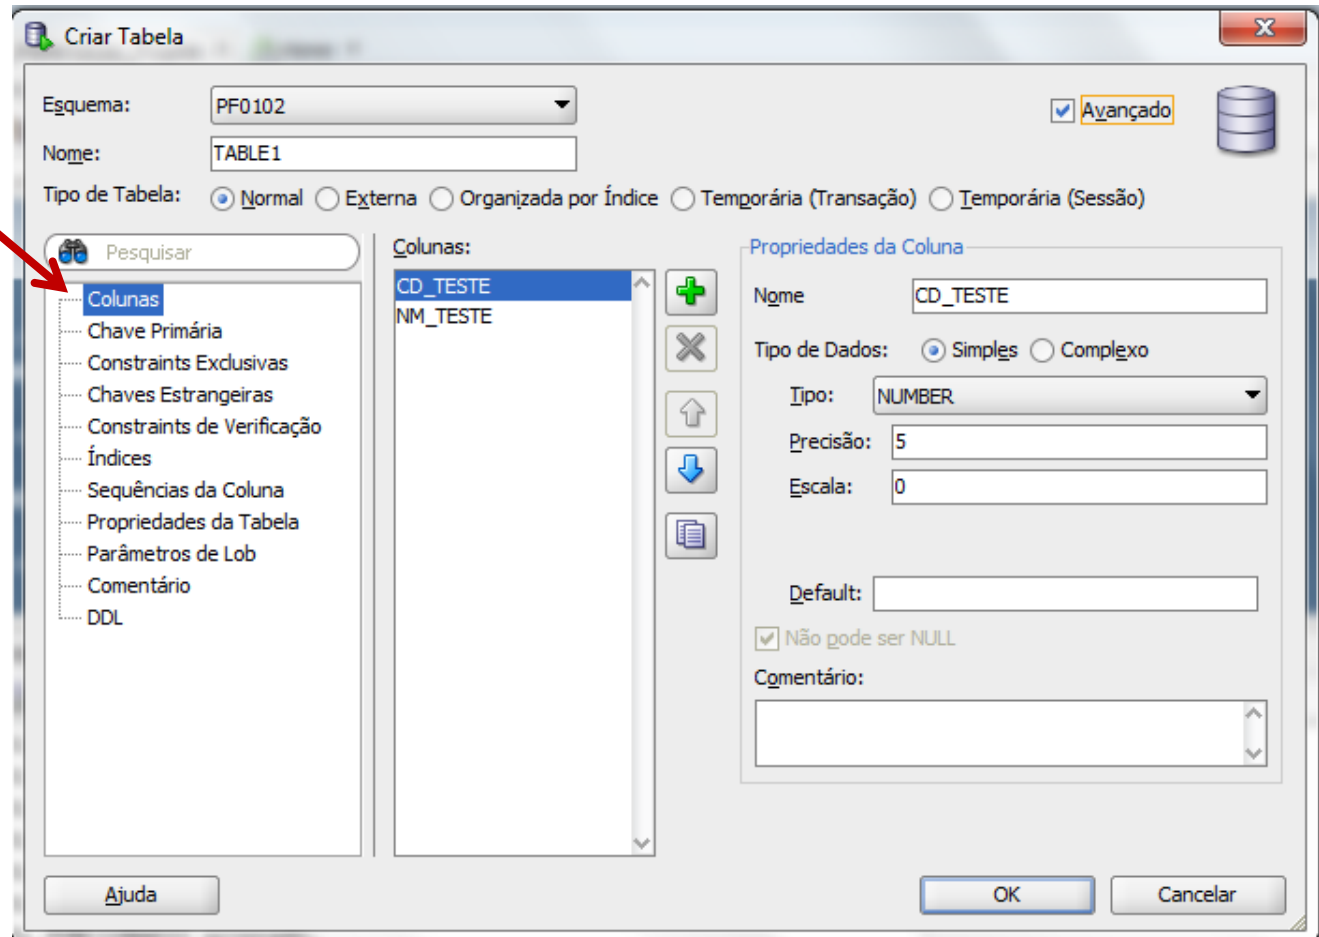 Criar Tabela
Esquema: PF0102 Avançado
Nome: TABLE1
Tipo de Tabela: Normal Externa Organizada por Índice Temporária (Transação) Temporária (Sessão)
Pesquisar
Colunas
Chave Primária
Constraints Exclusivas
Chaves Estrangeiras
Constraints de Verificação
Índices
Sequências da Coluna
Propriedades da Tabela
Parâmetros de Lob
Comentário
DDL
Colunas:
CD_TESTE
NM_TESTE
Propriedades da Coluna
Nome CD_TESTE
Tipo de Dados: Simples Complexo
Tipo: NUMBER
Precisão: 5
Escala: 0
Default:
Não pode ser NULL
Comentário:
Ajuda OK Cancelar